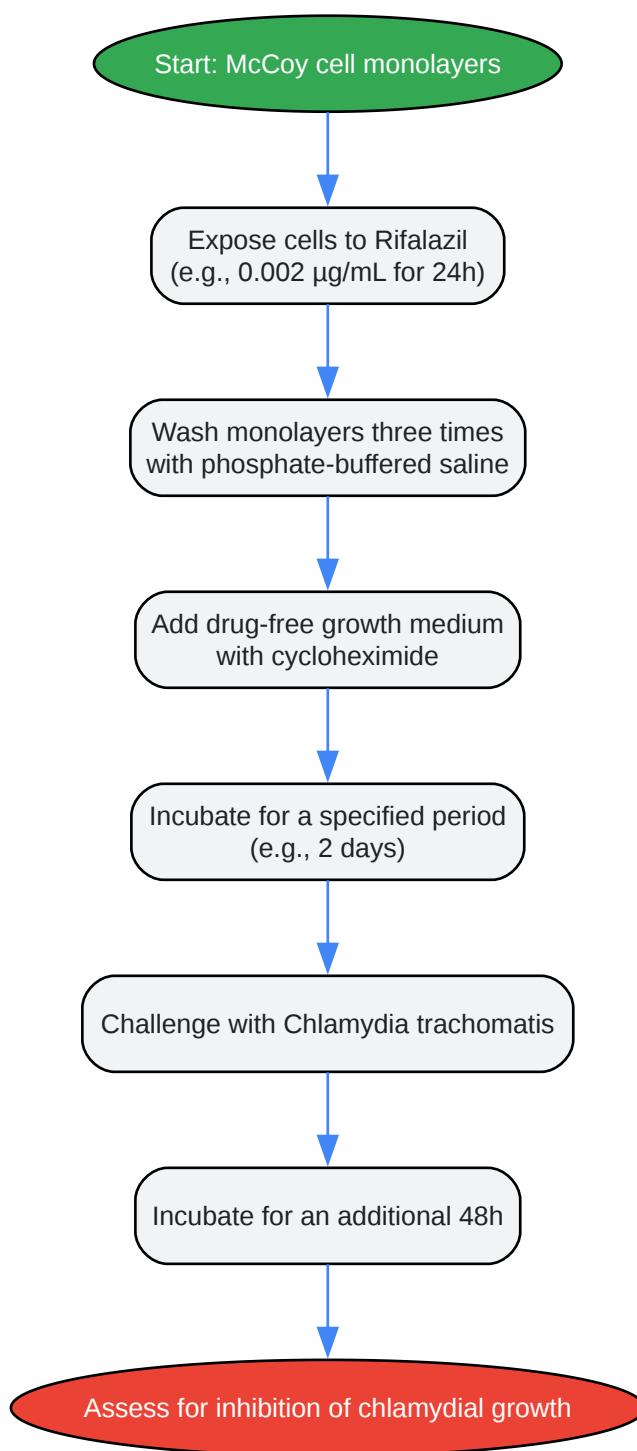 Start: McCoy cell monolayers
Expose cells to Rifalazil
(e.g., 0.002 µg/mL for 24h)
Wash monolayers three times
with phosphate-buffered saline
Add drug-free growth medium
with cycloheximide
Incubate for a specified period
(e.g., 2 days)
Challenge with Chlamydia trachomatis
Incubate for an additional 48h
Assess for inhibition of chlamydial growth